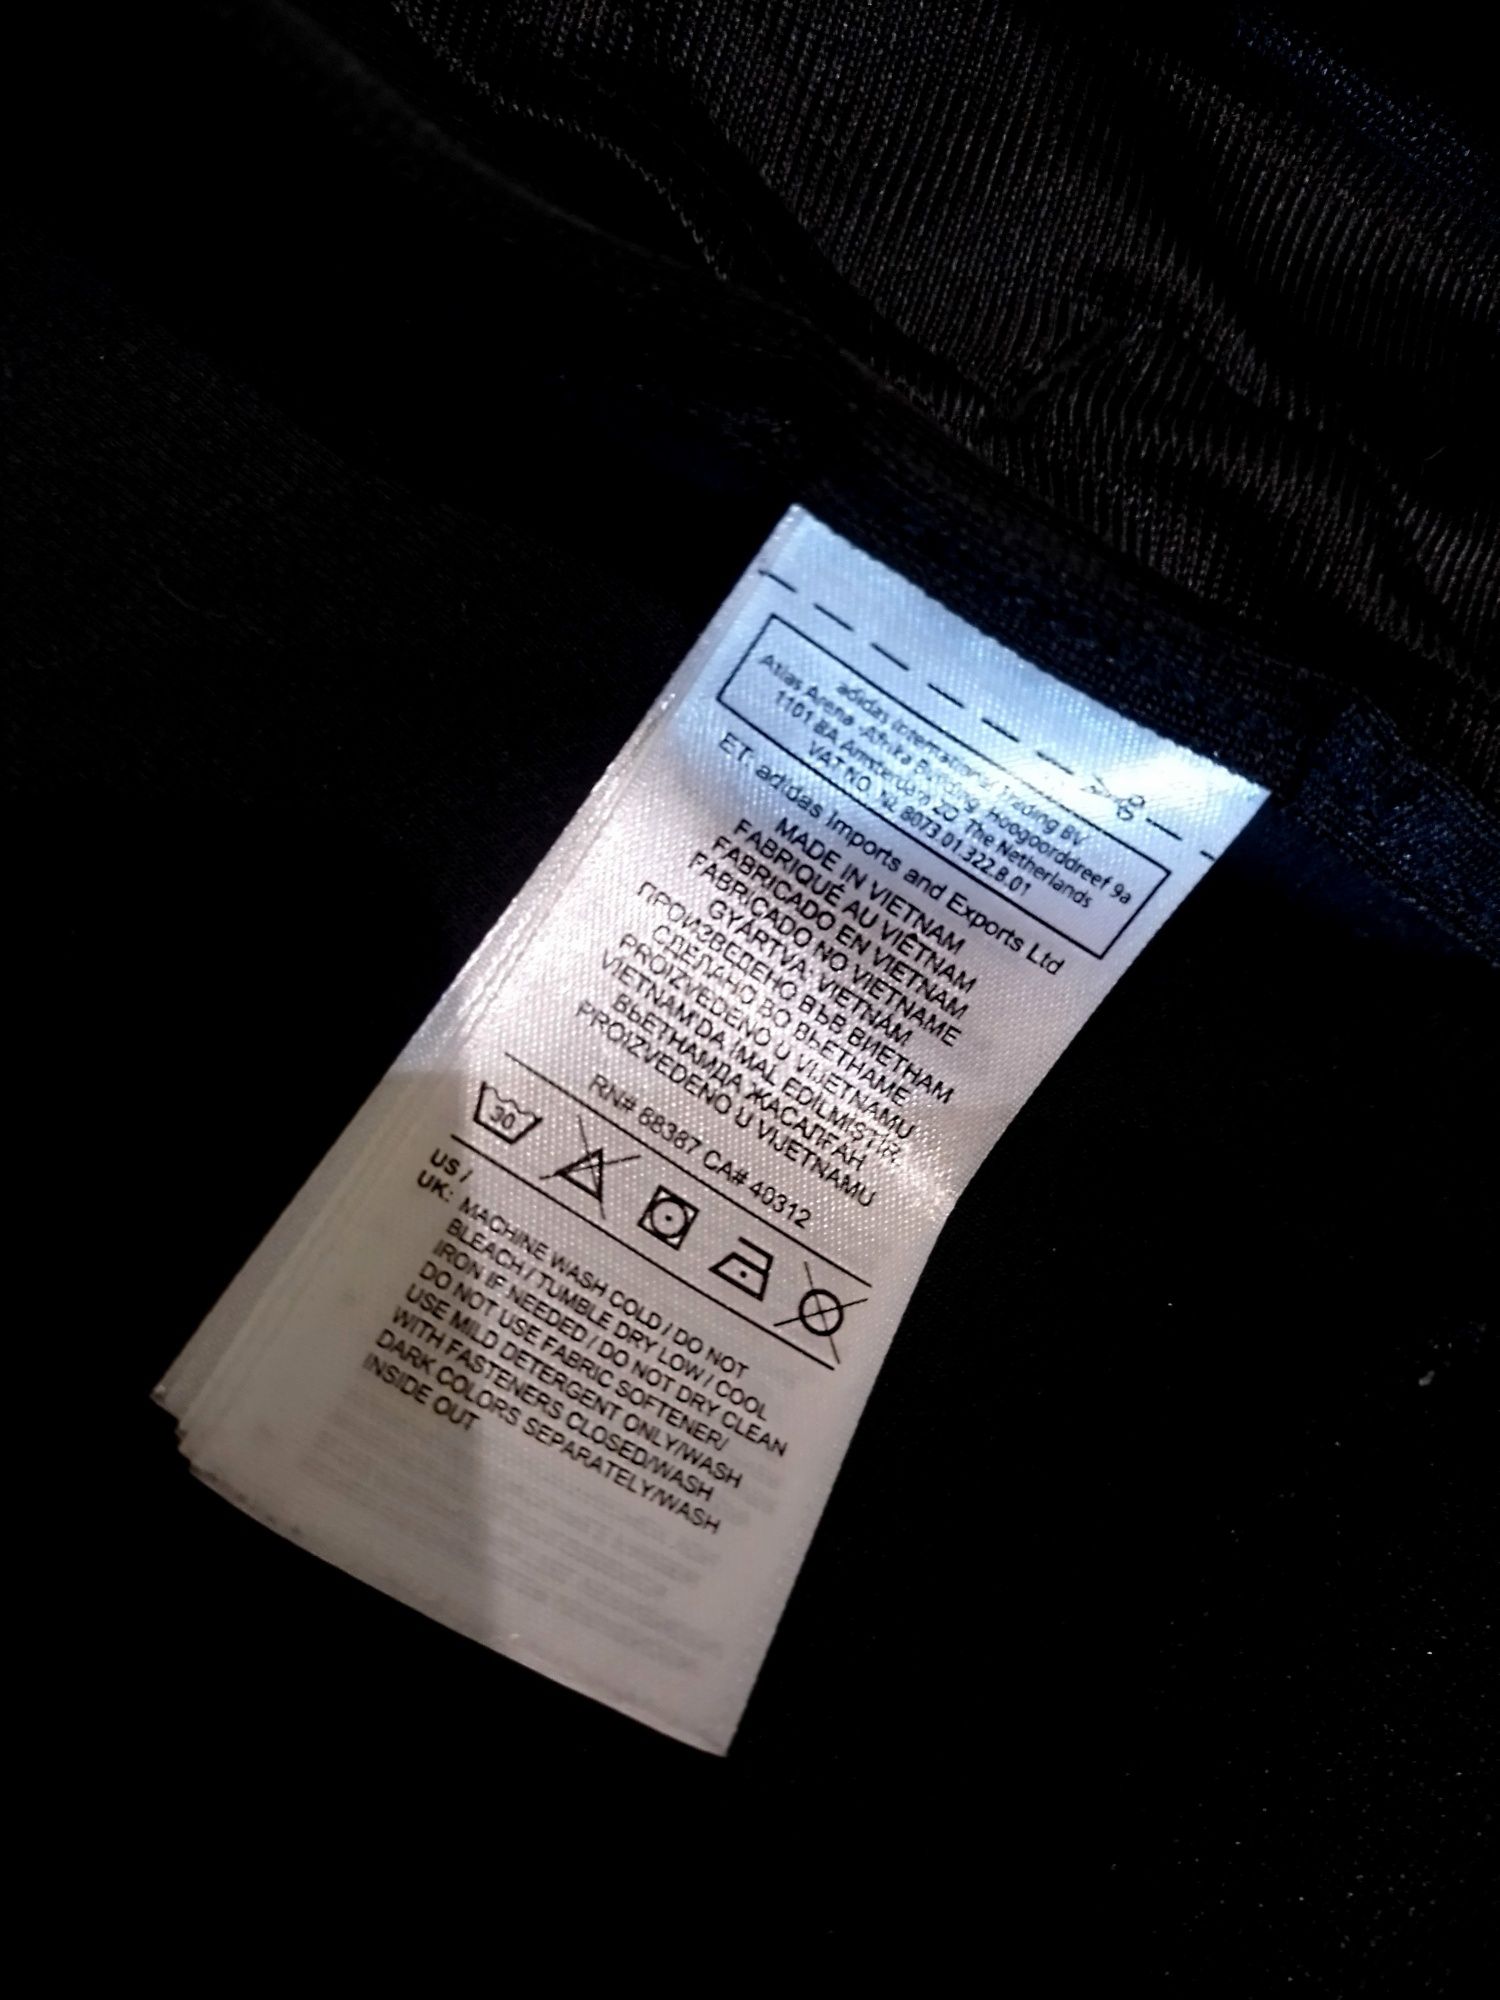 adidas International Trading BV
Atlas Arena -Afrika Building, Hoogoorddreef 9a
1101 BA Amsterdam ZO, The Netherlands
VAT NO. NL 8073.01.322.B.01
ET: adidas Imports and Exports Ltd
MADE IN VIETNAM
FABRIQUÉ AU VIÊTNAM
FABRICADO EN VIETNAM
FABRICADO NO VIETNAME
GYÁRTVA: VIETNÁM
ПРОИЗВЕДЕНО ВЪВ ВИЕТНАМ
СДЕЛАНО ВО ВЬЕТНАМЕ
PROIZVEDENO U VIJETNAMU
VIETNAM'DA İMAL EDİLMİŞTİR.
ВЬЕТНАМДА ЖАСАЛҒАН
PROIZVEDENO U VIJETNAMU
RN# 88387 CA# 40312
30
US /
UK: MACHINE WASH COLD / DO NOT
BLEACH / TUMBLE DRY LOW / COOL
IRON IF NEEDED / DO NOT DRY CLEAN
DO NOT USE FABRIC SOFTENER/
USE MILD DETERGENT ONLY/WASH
WITH FASTENERS CLOSED/WASH
DARK COLORS SEPARATELY/WASH
INSIDE OUT